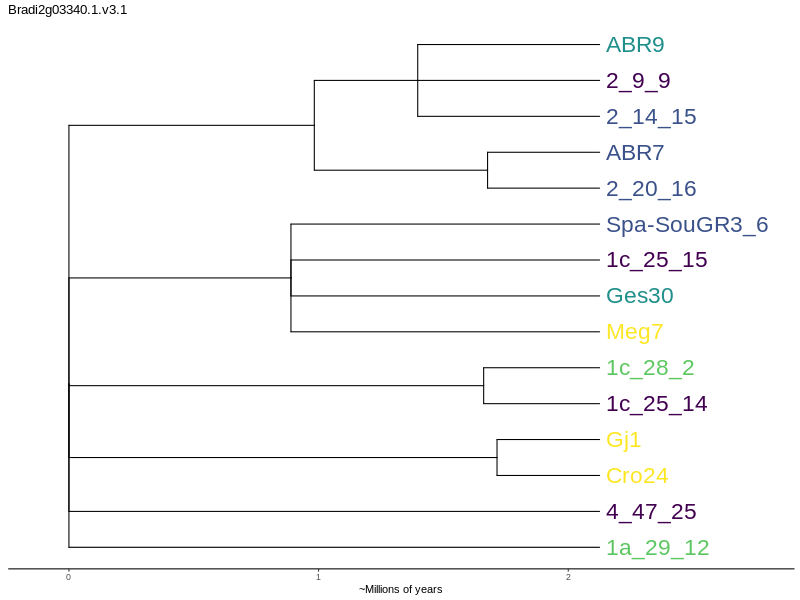 Bradi2g03340.1.v3.1
ABR9
2_9_9
2_14_15
ABR7
2_20_16
Spa-SouGR3_6
1c_25_15
Ges30
Meg7
1c_28_2
1c_25_14
Gj1
Cro24
4_47_25
1a_29_12
0 1 2
~Millions of years